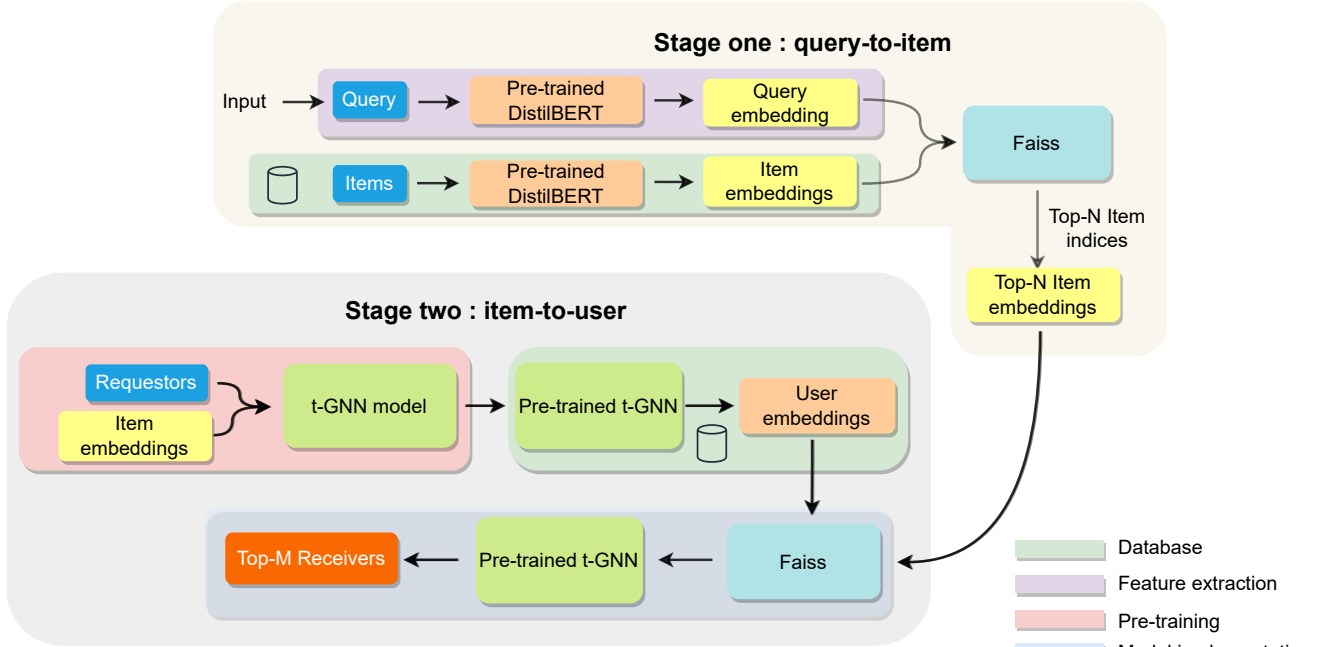 Stage one : query-to-item
Input
Query
Pre-trained
DistilBERT
Query
embedding
Items
Pre-trained
DistilBERT
Item
embeddings
Faiss
Top-N Item
indices
Top-N Item
embeddings
Stage two : item-to-user
Requestors
Item
embeddings
t-GNN model
Pre-trained t-GNN
User
embeddings
Top-M Receivers
Pre-trained t-GNN
Faiss
Database
Feature extraction
Pre-training